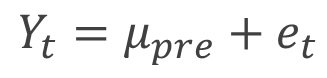 Y_t = μ_pre + e_t